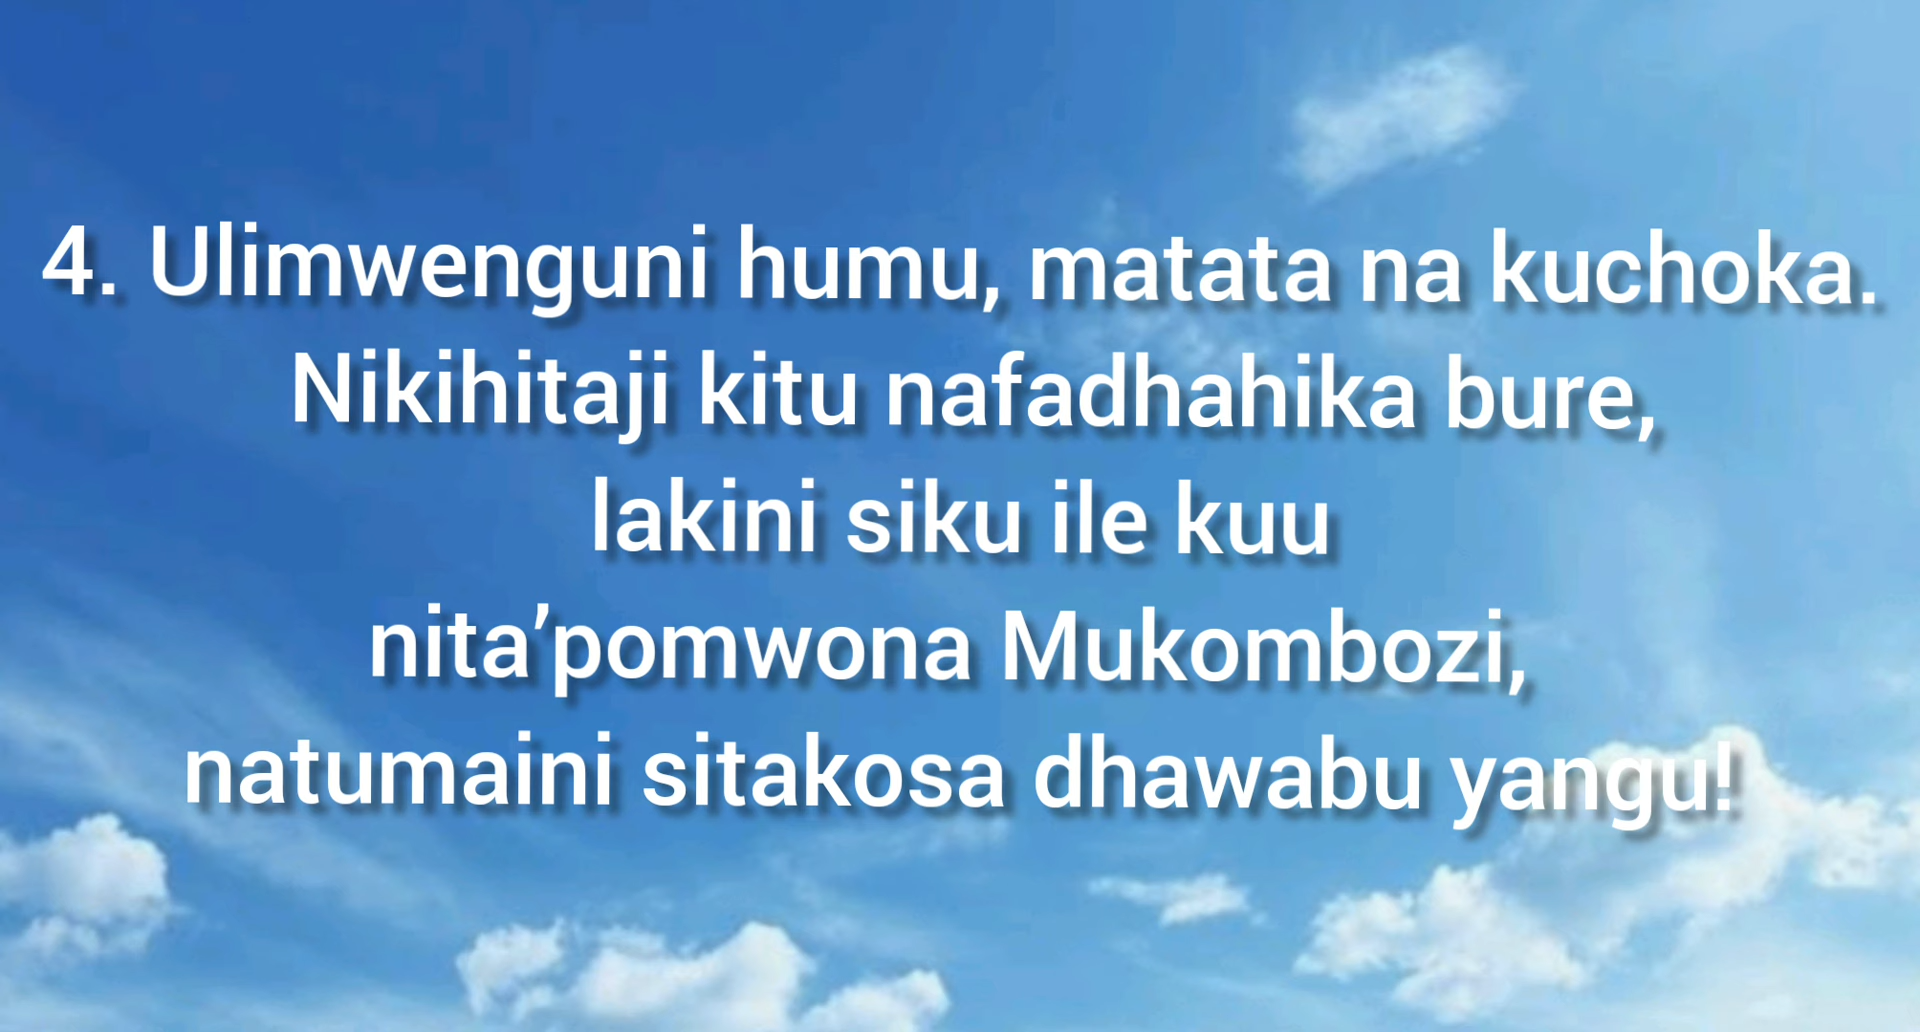 4. Ulimwenguni humu, matata na kuchoka.
Nikihitaji kitu nafadhahika bure,
lakini siku ile kuu
nita’pomwona Mukombozi,
natumaini sitakosa dhawabu yangu!